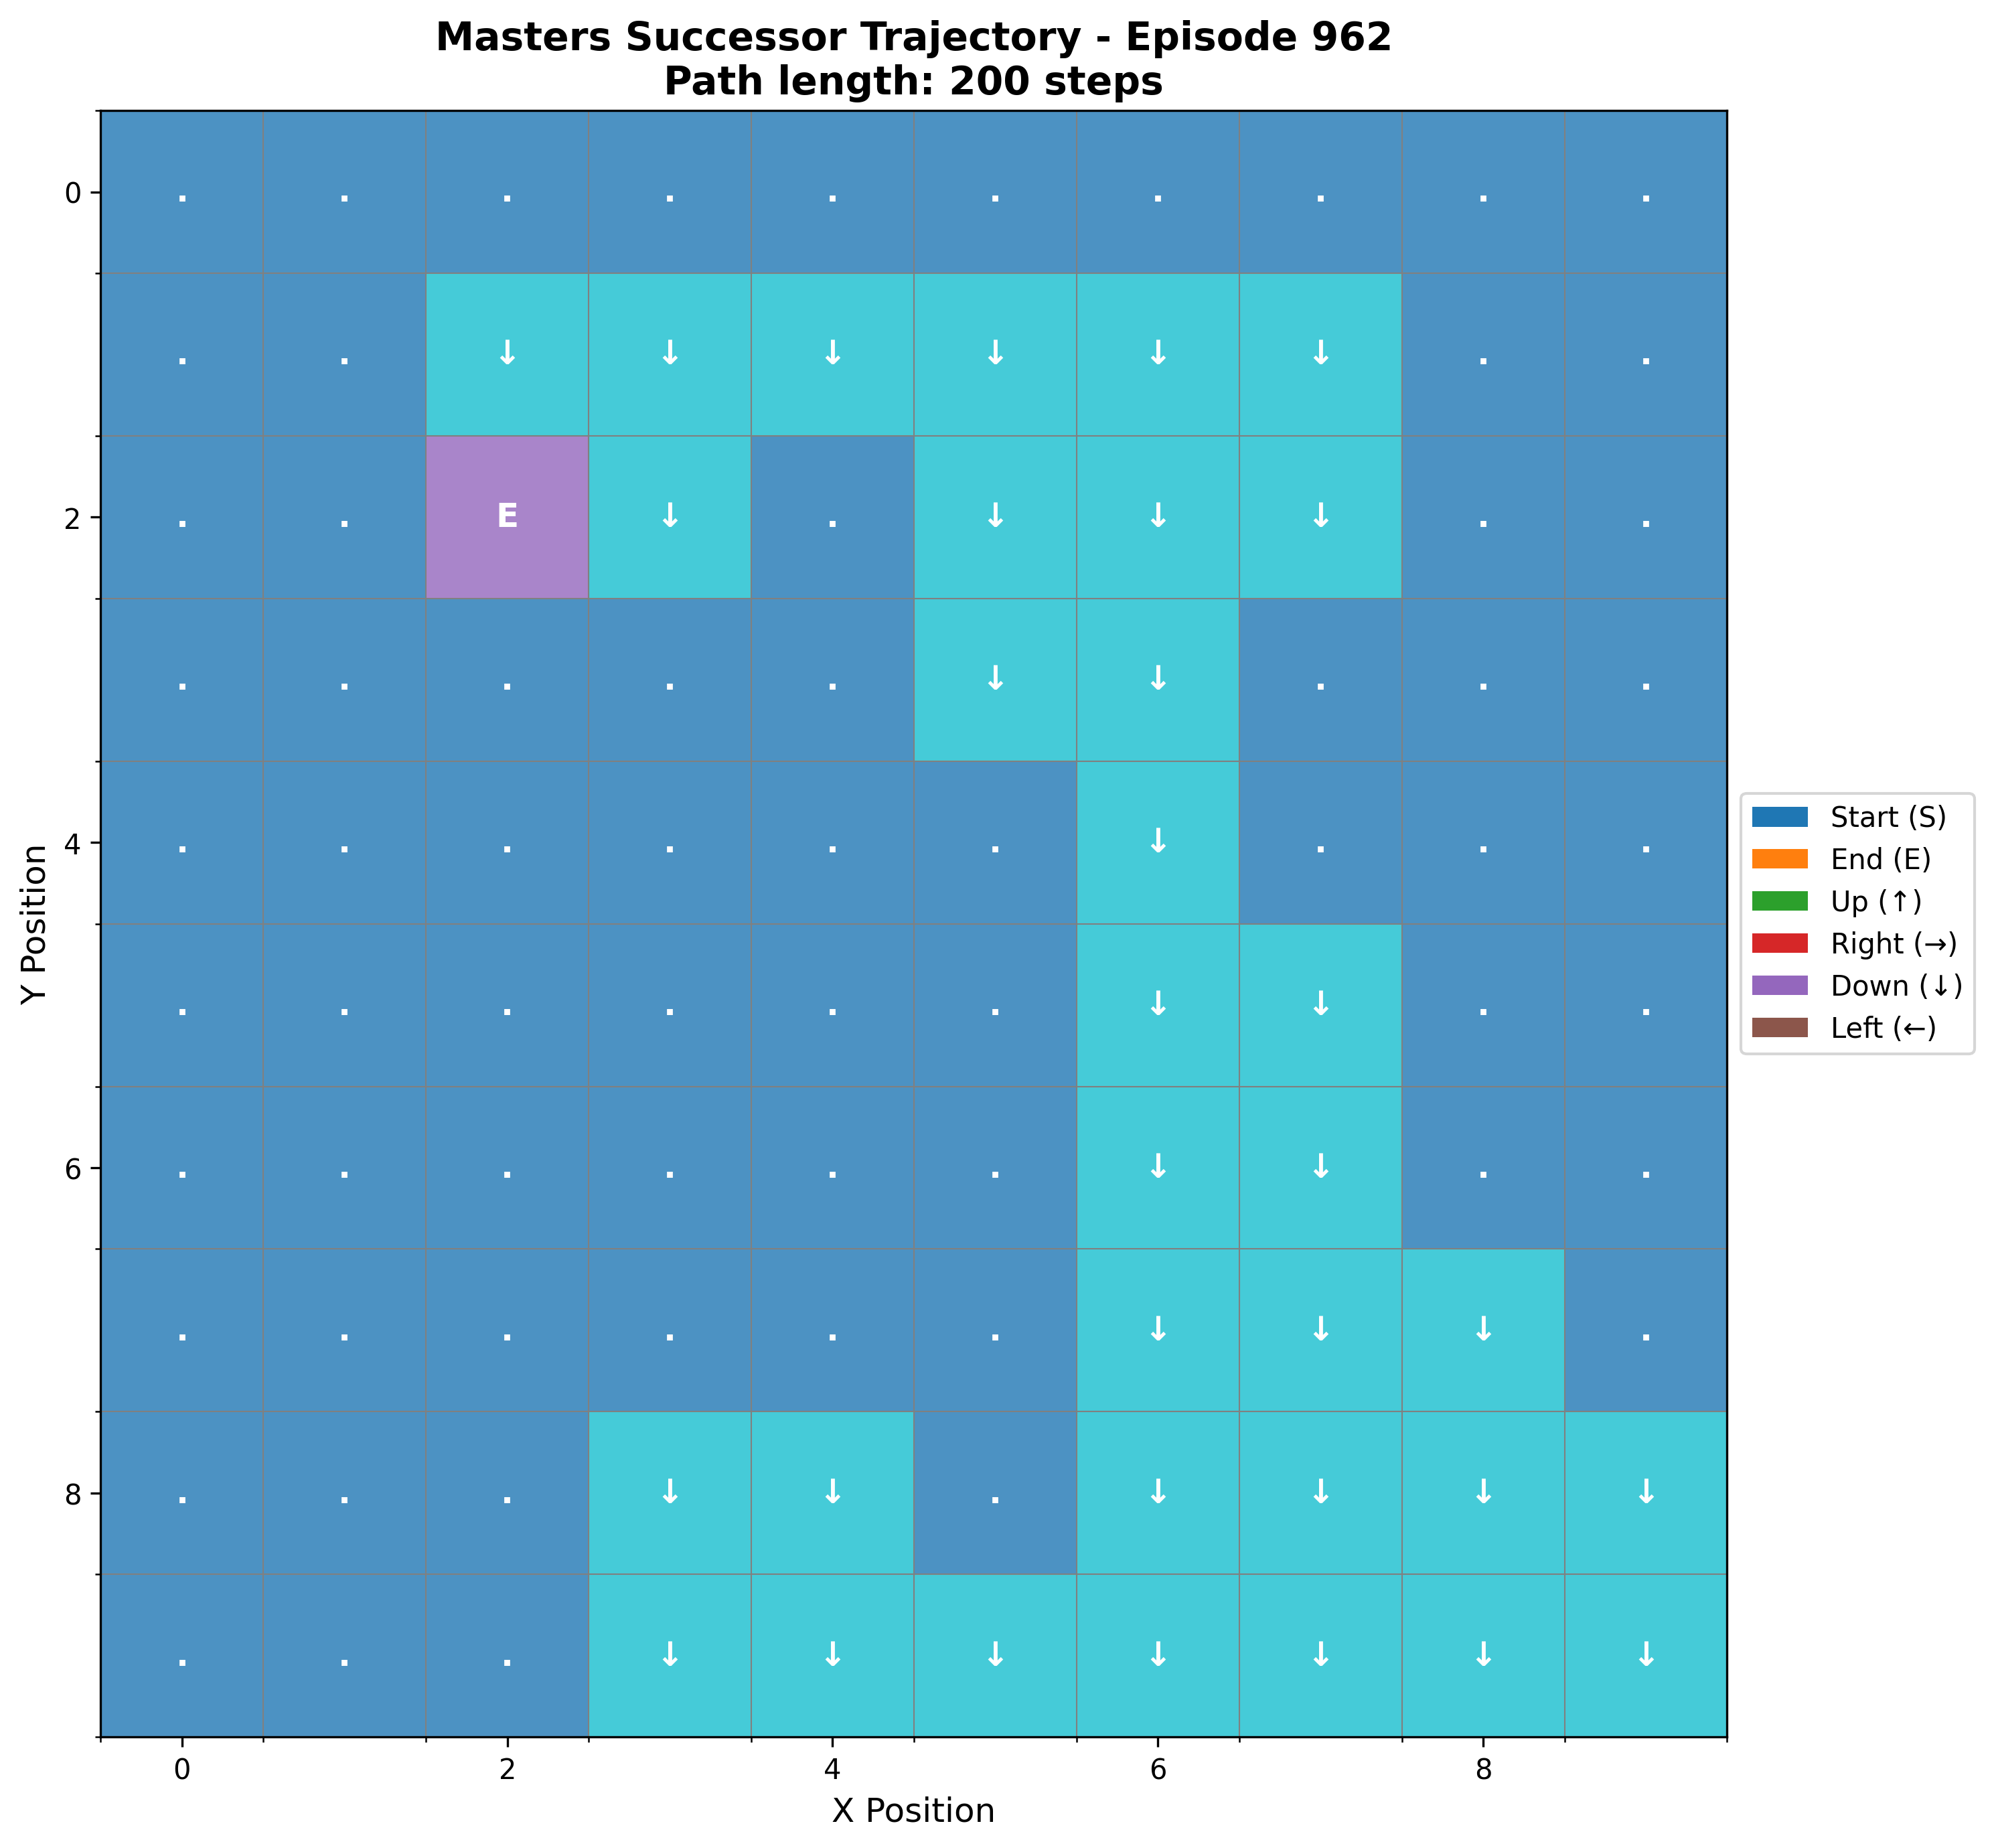 Masters Successor Trajectory - Episode 962
Path length: 200 steps
0 . . . . . . . . . .
. . ↓ ↓ ↓ ↓ ↓ ↓ . .
2 . . E ↓ . ↓ ↓ ↓ . .
. . . . . ↓ ↓ . . .
4 . . . . . . ↓ . . .
. . . . . . ↓ ↓ . .
6 . . . . . . ↓ ↓ . .
. . . . . . ↓ ↓ ↓ .
8 . . . ↓ ↓ . ↓ ↓ ↓ ↓
. . . ↓ ↓ ↓ ↓ ↓ ↓ ↓
0 2 4 6 8
X Position
Y Position
Start (S)
End (E)
Up (↑)
Right (→)
Down (↓)
Left (←)